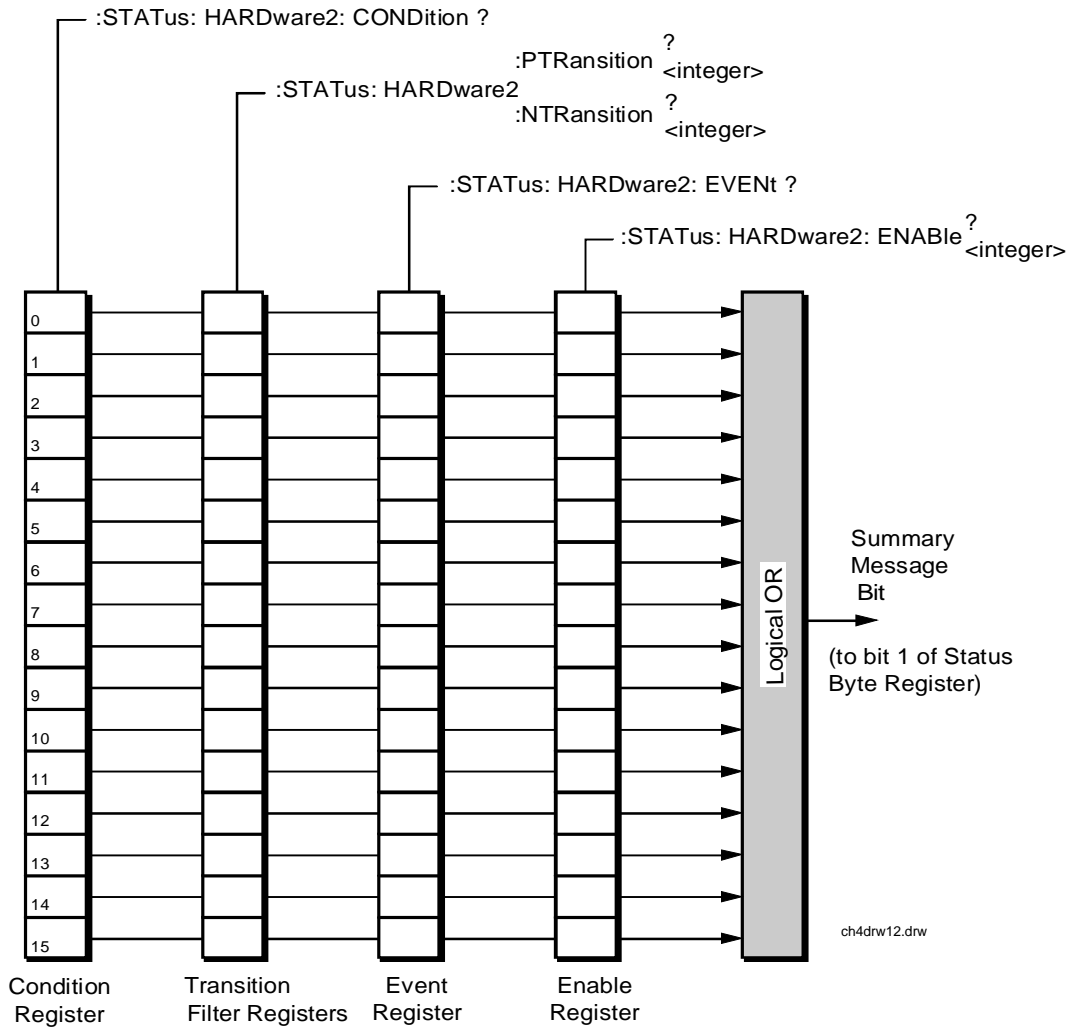 :STATus: HARDware2: CONDition ?
?
:PTRansition <integer>
:STATus: HARDware2
?
:NTRansition <integer>
:STATus: HARDware2: EVENt ?
?
:STATus: HARDware2: ENABle <integer>
0
1
2
3
4
5
6
7
8
9
10
11
12
13
14
15
Logical OR
Summary
Message
Bit
(to bit 1 of Status
Byte Register)
ch4drw12.drw
Condition
Register
Transition
Filter Registers
Event
Register
Enable
Register